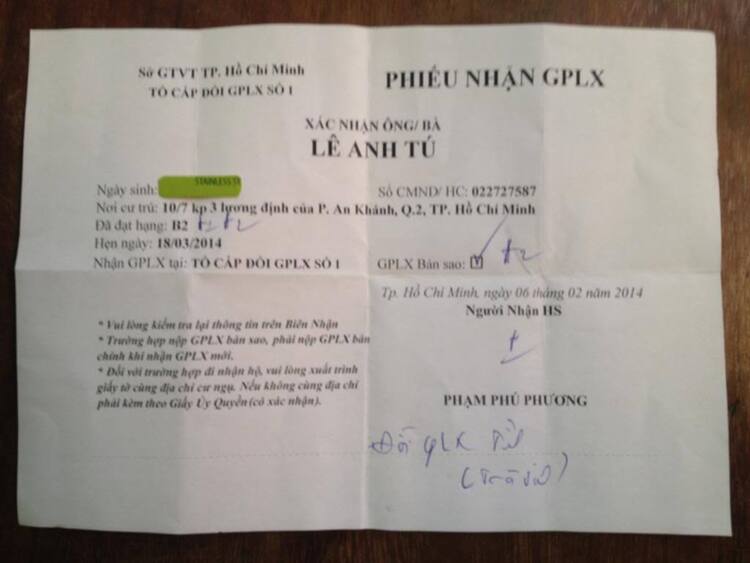 Sở GTVT TP. Hồ Chí Minh
TỔ CẤP ĐỔI GPLX SỐ 1
PHIẾU NHẬN GPLX
XÁC NHẬN ÔNG/ BÀ
LÊ ANH TÚ
Ngày sinh: STAINLESS
Số CMND/ HC: 022727587
Nơi cư trú: 10/7 kp 3 lương định của P. An Khánh, Q.2, TP. Hồ Chí Minh
Đã đạt hạng: B2
Hẹn ngày: 18/03/2014
Nhận GPLX tại: TỔ CẤP ĐỔI GPLX SỐ 1
GPLX Bản sao:
Tp. Hồ Chí Minh, ngày 06 tháng 02 năm 2014
Người Nhận HS
* Vui lòng kiểm tra lại thông tin trên Biên Nhận
* Trường hợp nộp GPLX bản sao, phải nộp GPLX bản
chính khi nhận GPLX mới.
* Đối với trường hợp đi nhận hộ, vui lòng xuất trình
giấy tờ cùng địa chỉ cư ngụ. Nếu không cùng địa chỉ
phải kèm theo Giấy Ủy Quyền (có xác nhận).
PHẠM PHÚ PHƯƠNG
Đổi GPLX